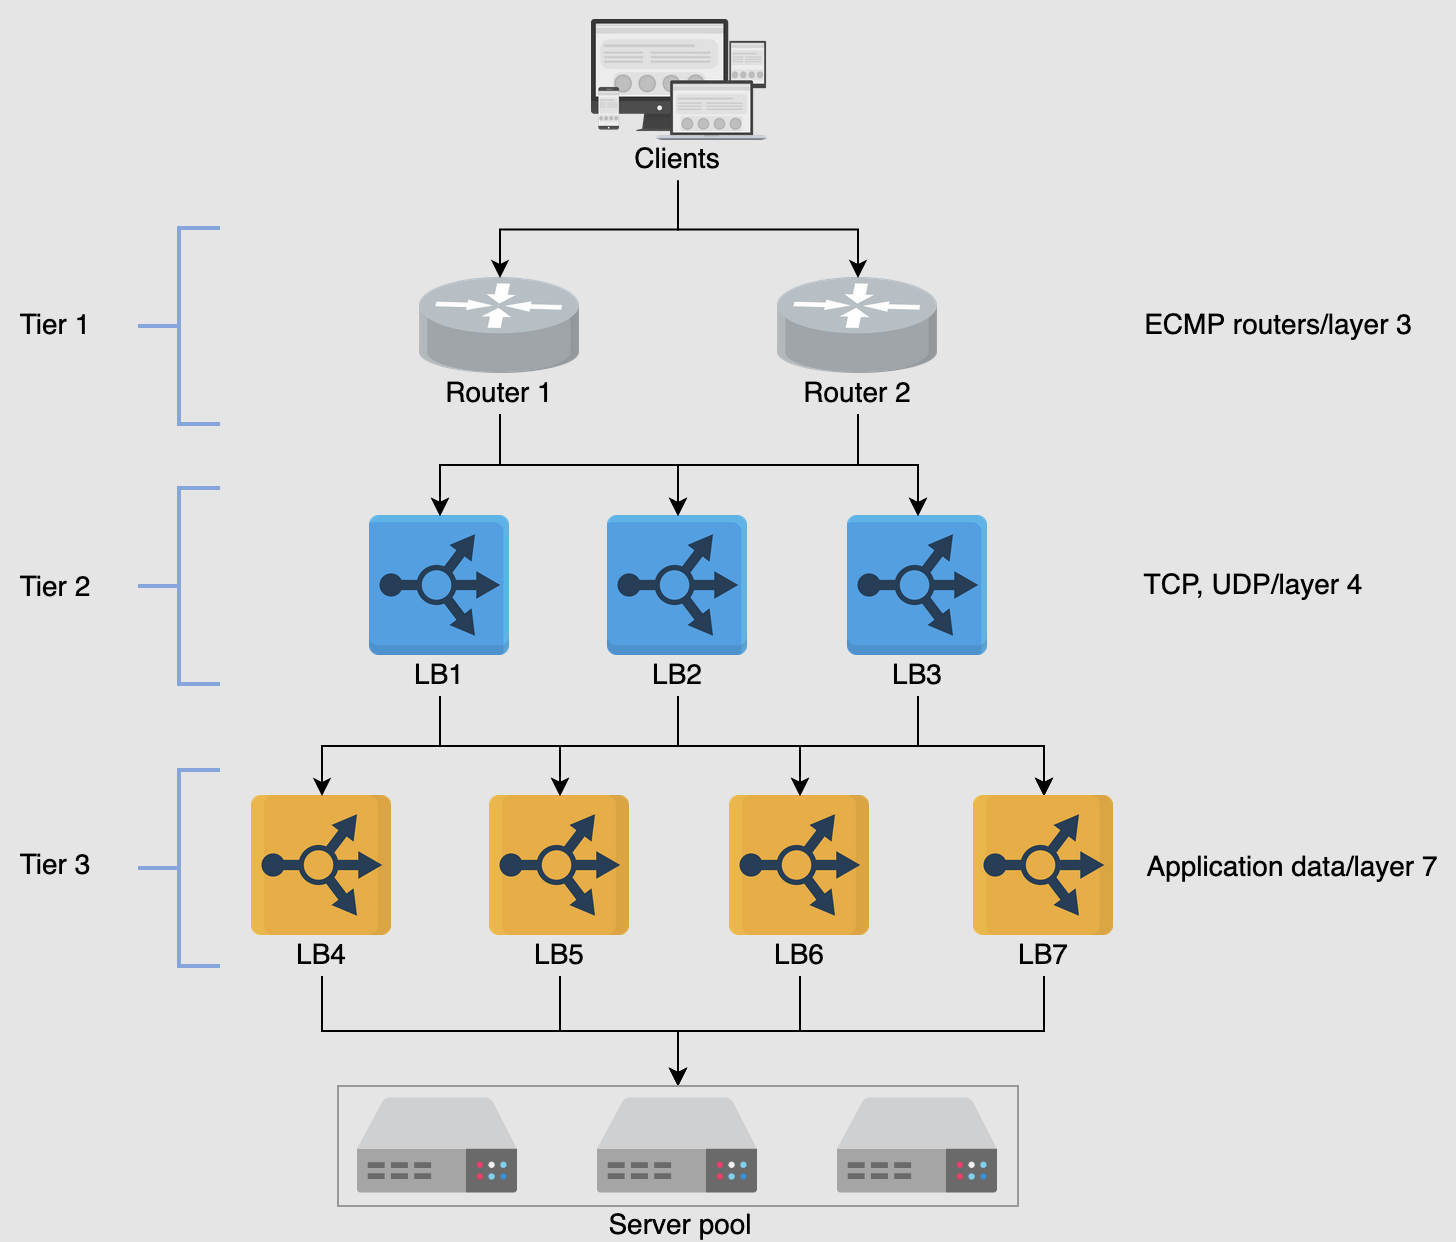 Clients
Tier 1
ECMP routers/layer 3
Router 1
Router 2
Tier 2
TCP, UDP/layer 4
LB1
LB2
LB3
Tier 3
Application data/layer 7
LB4
LB5
LB6
LB7
Server pool